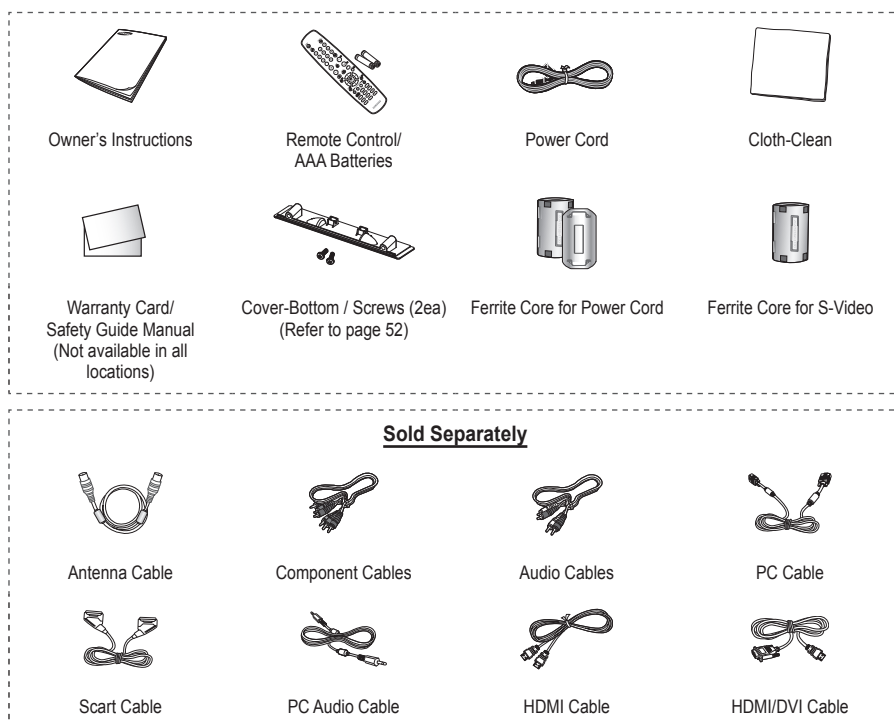 Owner's Instructions
Remote Control/
AAA Batteries
Power Cord
Cloth-Clean
Warranty Card/
Safety Guide Manual
(Not available in all
locations)
Cover-Bottom / Screws (2ea)
(Refer to page 52)
Ferrite Core for Power Cord
Ferrite Core for S-Video
Sold Separately
Antenna Cable
Component Cables
Audio Cables
PC Cable
Scart Cable
PC Audio Cable
HDMI Cable
HDMI/DVI Cable